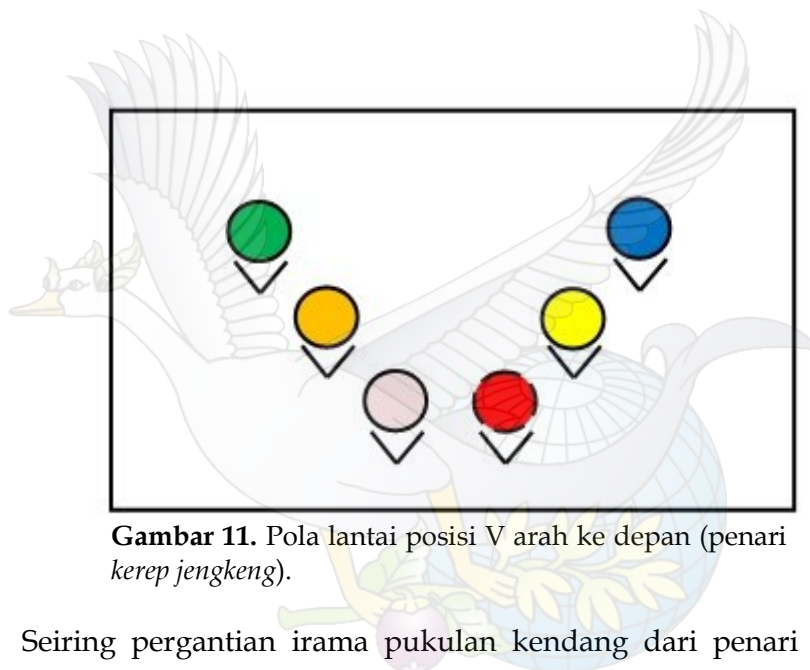 Gambar 11. Pola lantai posisi V arah ke depan (penari
kerep jengkeng).
Seiring pergantian irama pukulan kendang dari penari